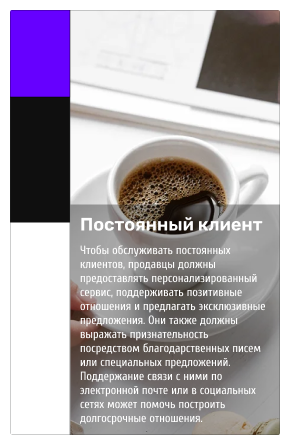 Постоянный клиент
Чтобы обслуживать постоянных
клиентов, продавцы должны
предоставлять персонализированный
сервис, поддерживать позитивные
отношения и предлагать эксклюзивные
предложения. Они также должны
выражать признательность
посредством благодарственных писем
или специальных предложений.
Поддержание связи с ними по
электронной почте или в социальных
сетях может помочь построить
долгосрочные отношения.